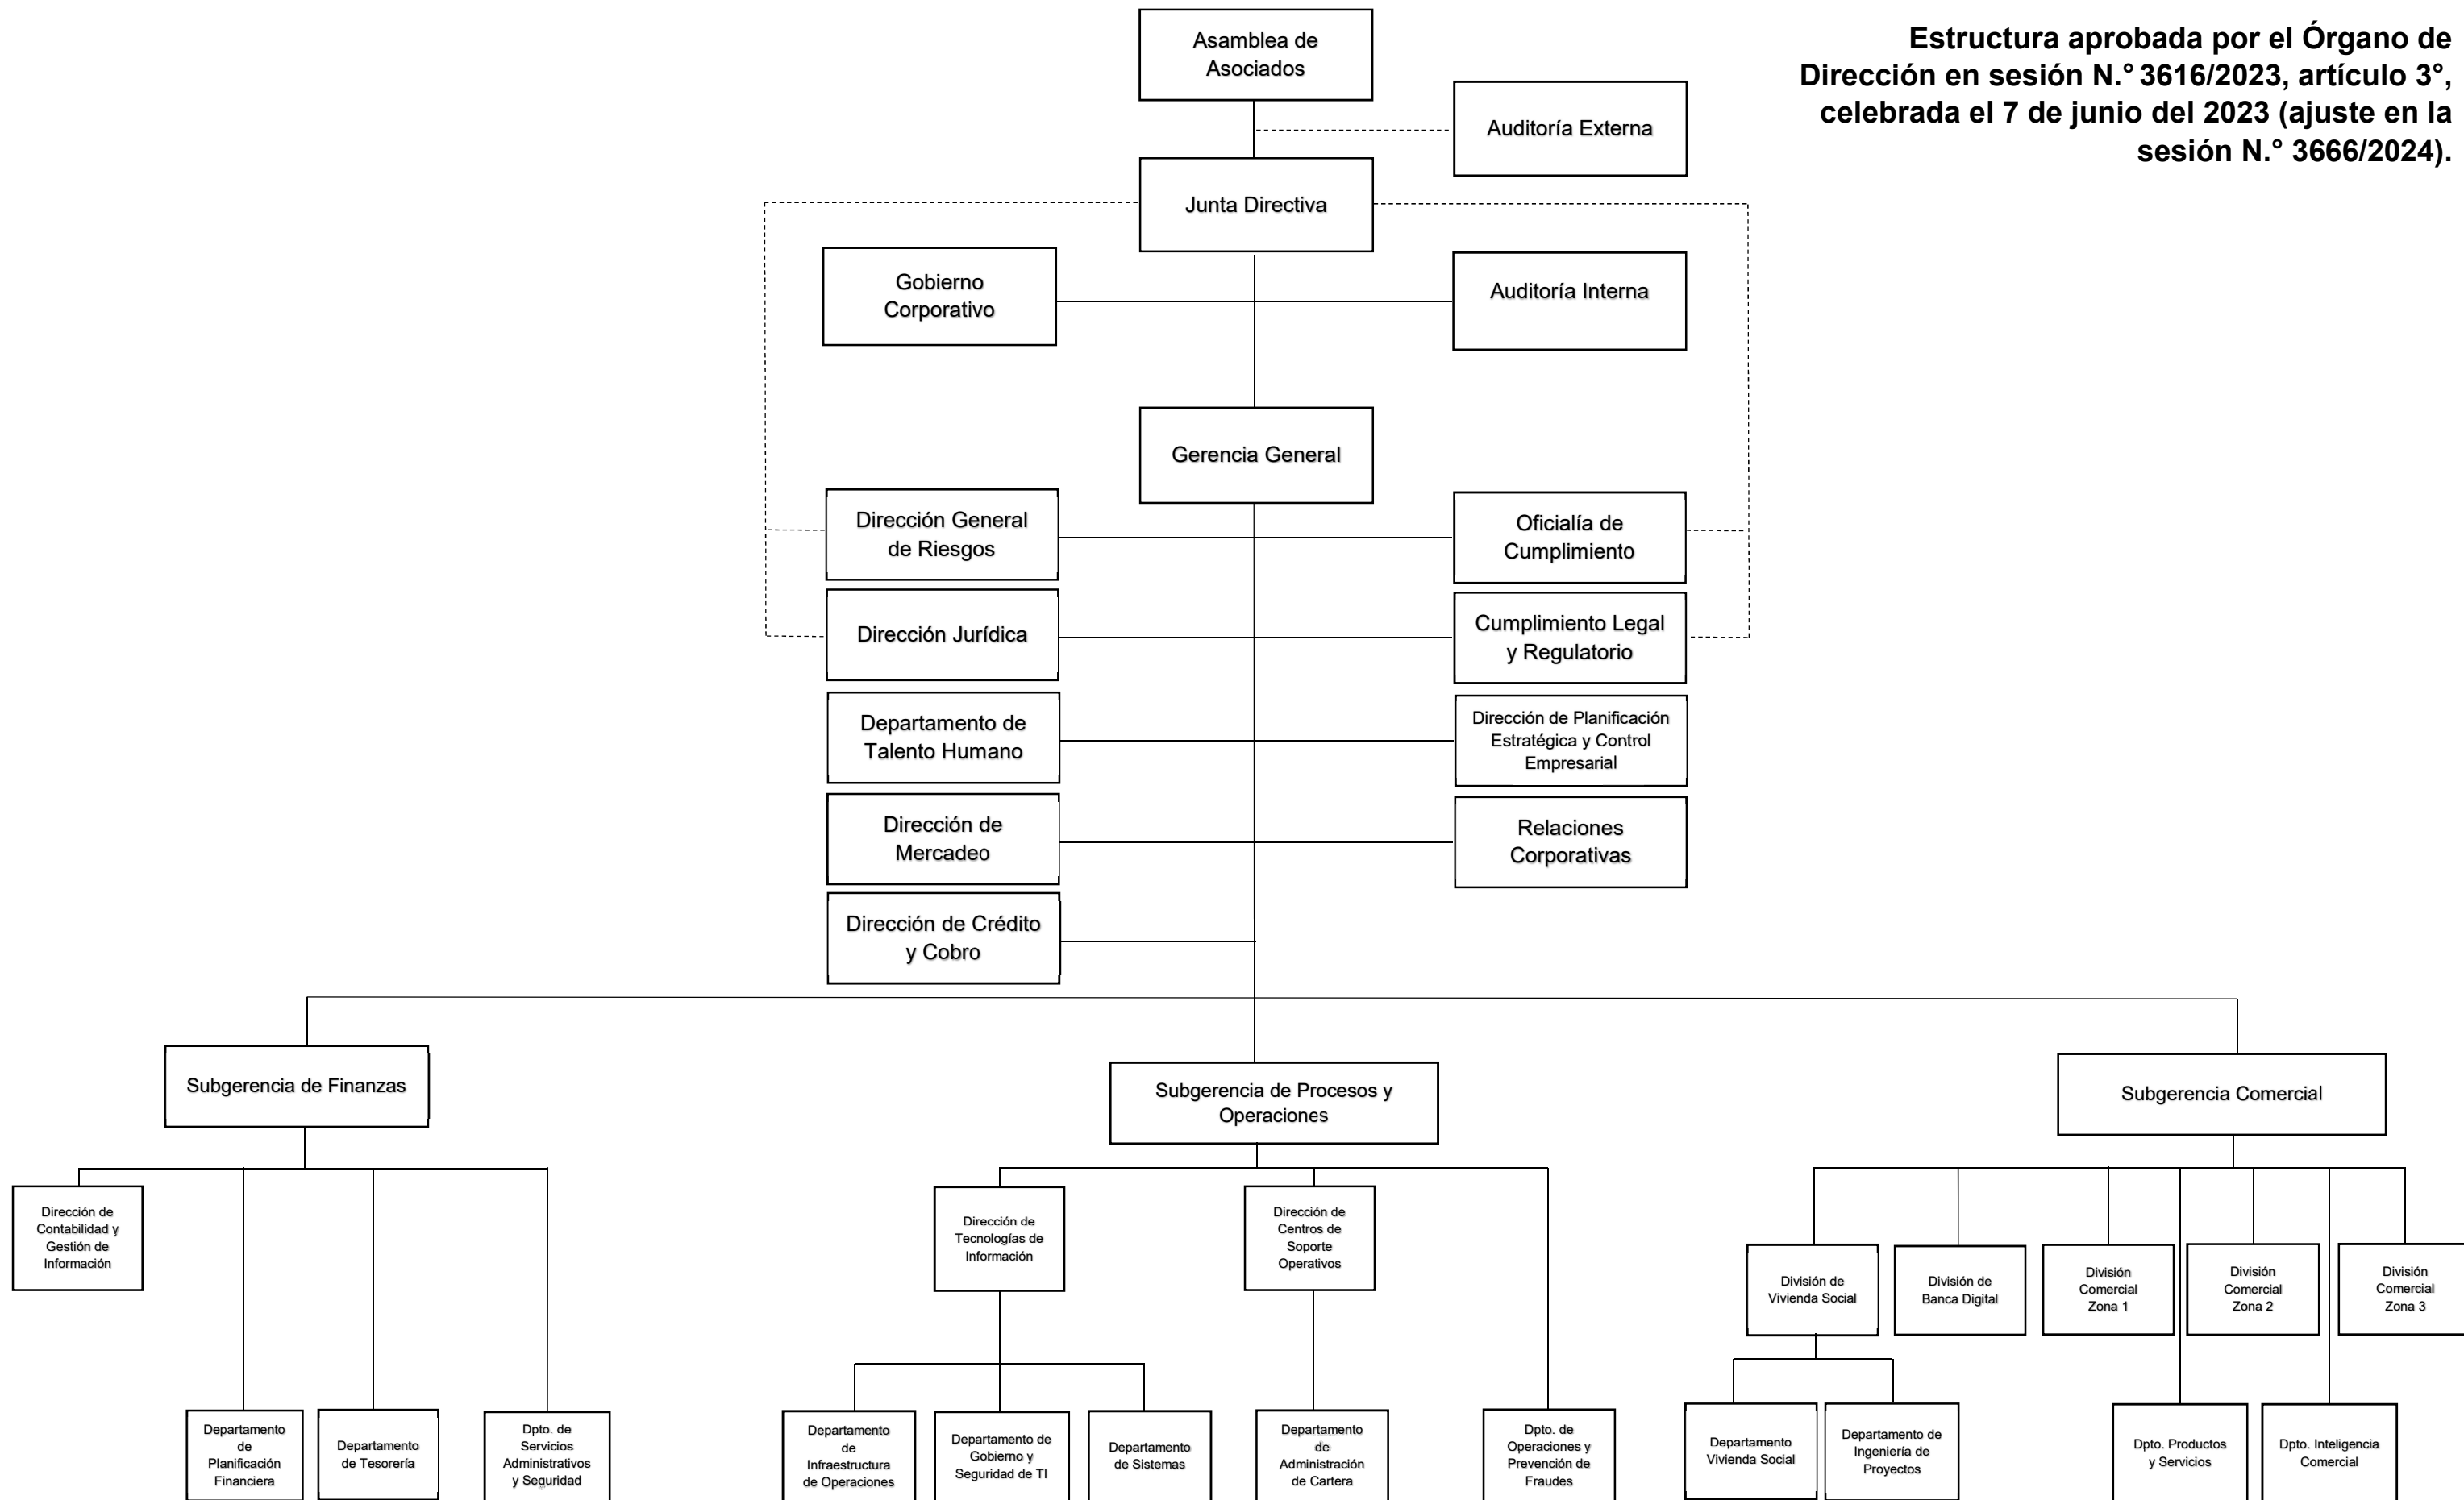 Asamblea de
Asociados
Estructura aprobada por el Órgano de
Dirección en sesión N.° 3616/2023, artículo 3°,
celebrada el 7 de junio del 2023 (ajuste en la
sesión N.° 3666/2024).
Auditoría Externa
Junta Directiva
Gobierno
Corporativo
Auditoría Interna
Gerencia General
Dirección General
de Riesgos
Oficialía de
Cumplimiento
Dirección Jurídica
Cumplimiento Legal
y Regulatorio
Departamento de
Talento Humano
Dirección de Planificación
Estratégica y Control
Empresarial
Dirección de
Mercadeo
Relaciones
Corporativas
Dirección de Crédito
y Cobro
Subgerencia de Finanzas
Subgerencia de Procesos y
Operaciones
Subgerencia Comercial
Dirección de
Contabilidad y
Gestión de
Información
Dirección de
Tecnologías de
Información
Dirección de
Centros de
Soporte
Operativos
División de
Vivienda Social
División de
Banca Digital
División
Comercial
Zona 1
División
Comercial
Zona 2
División
Comercial
Zona 3
Departamento
de
Planificación
Financiera
Departamento
de Tesorería
Dpto. de
Servicios
Administrativos
y Seguridad
Departamento
de
Infraestructura
de Operaciones
Departamento de
Gobierno y
Seguridad de TI
Departamento
de Sistemas
Departamento
de
Administración
de Cartera
Dpto. de
Operaciones y
Prevención de
Fraudes
Departamento
Vivienda Social
Departamento de
Ingeniería de
Proyectos
Dpto. Productos
y Servicios
Dpto. Inteligencia
Comercial